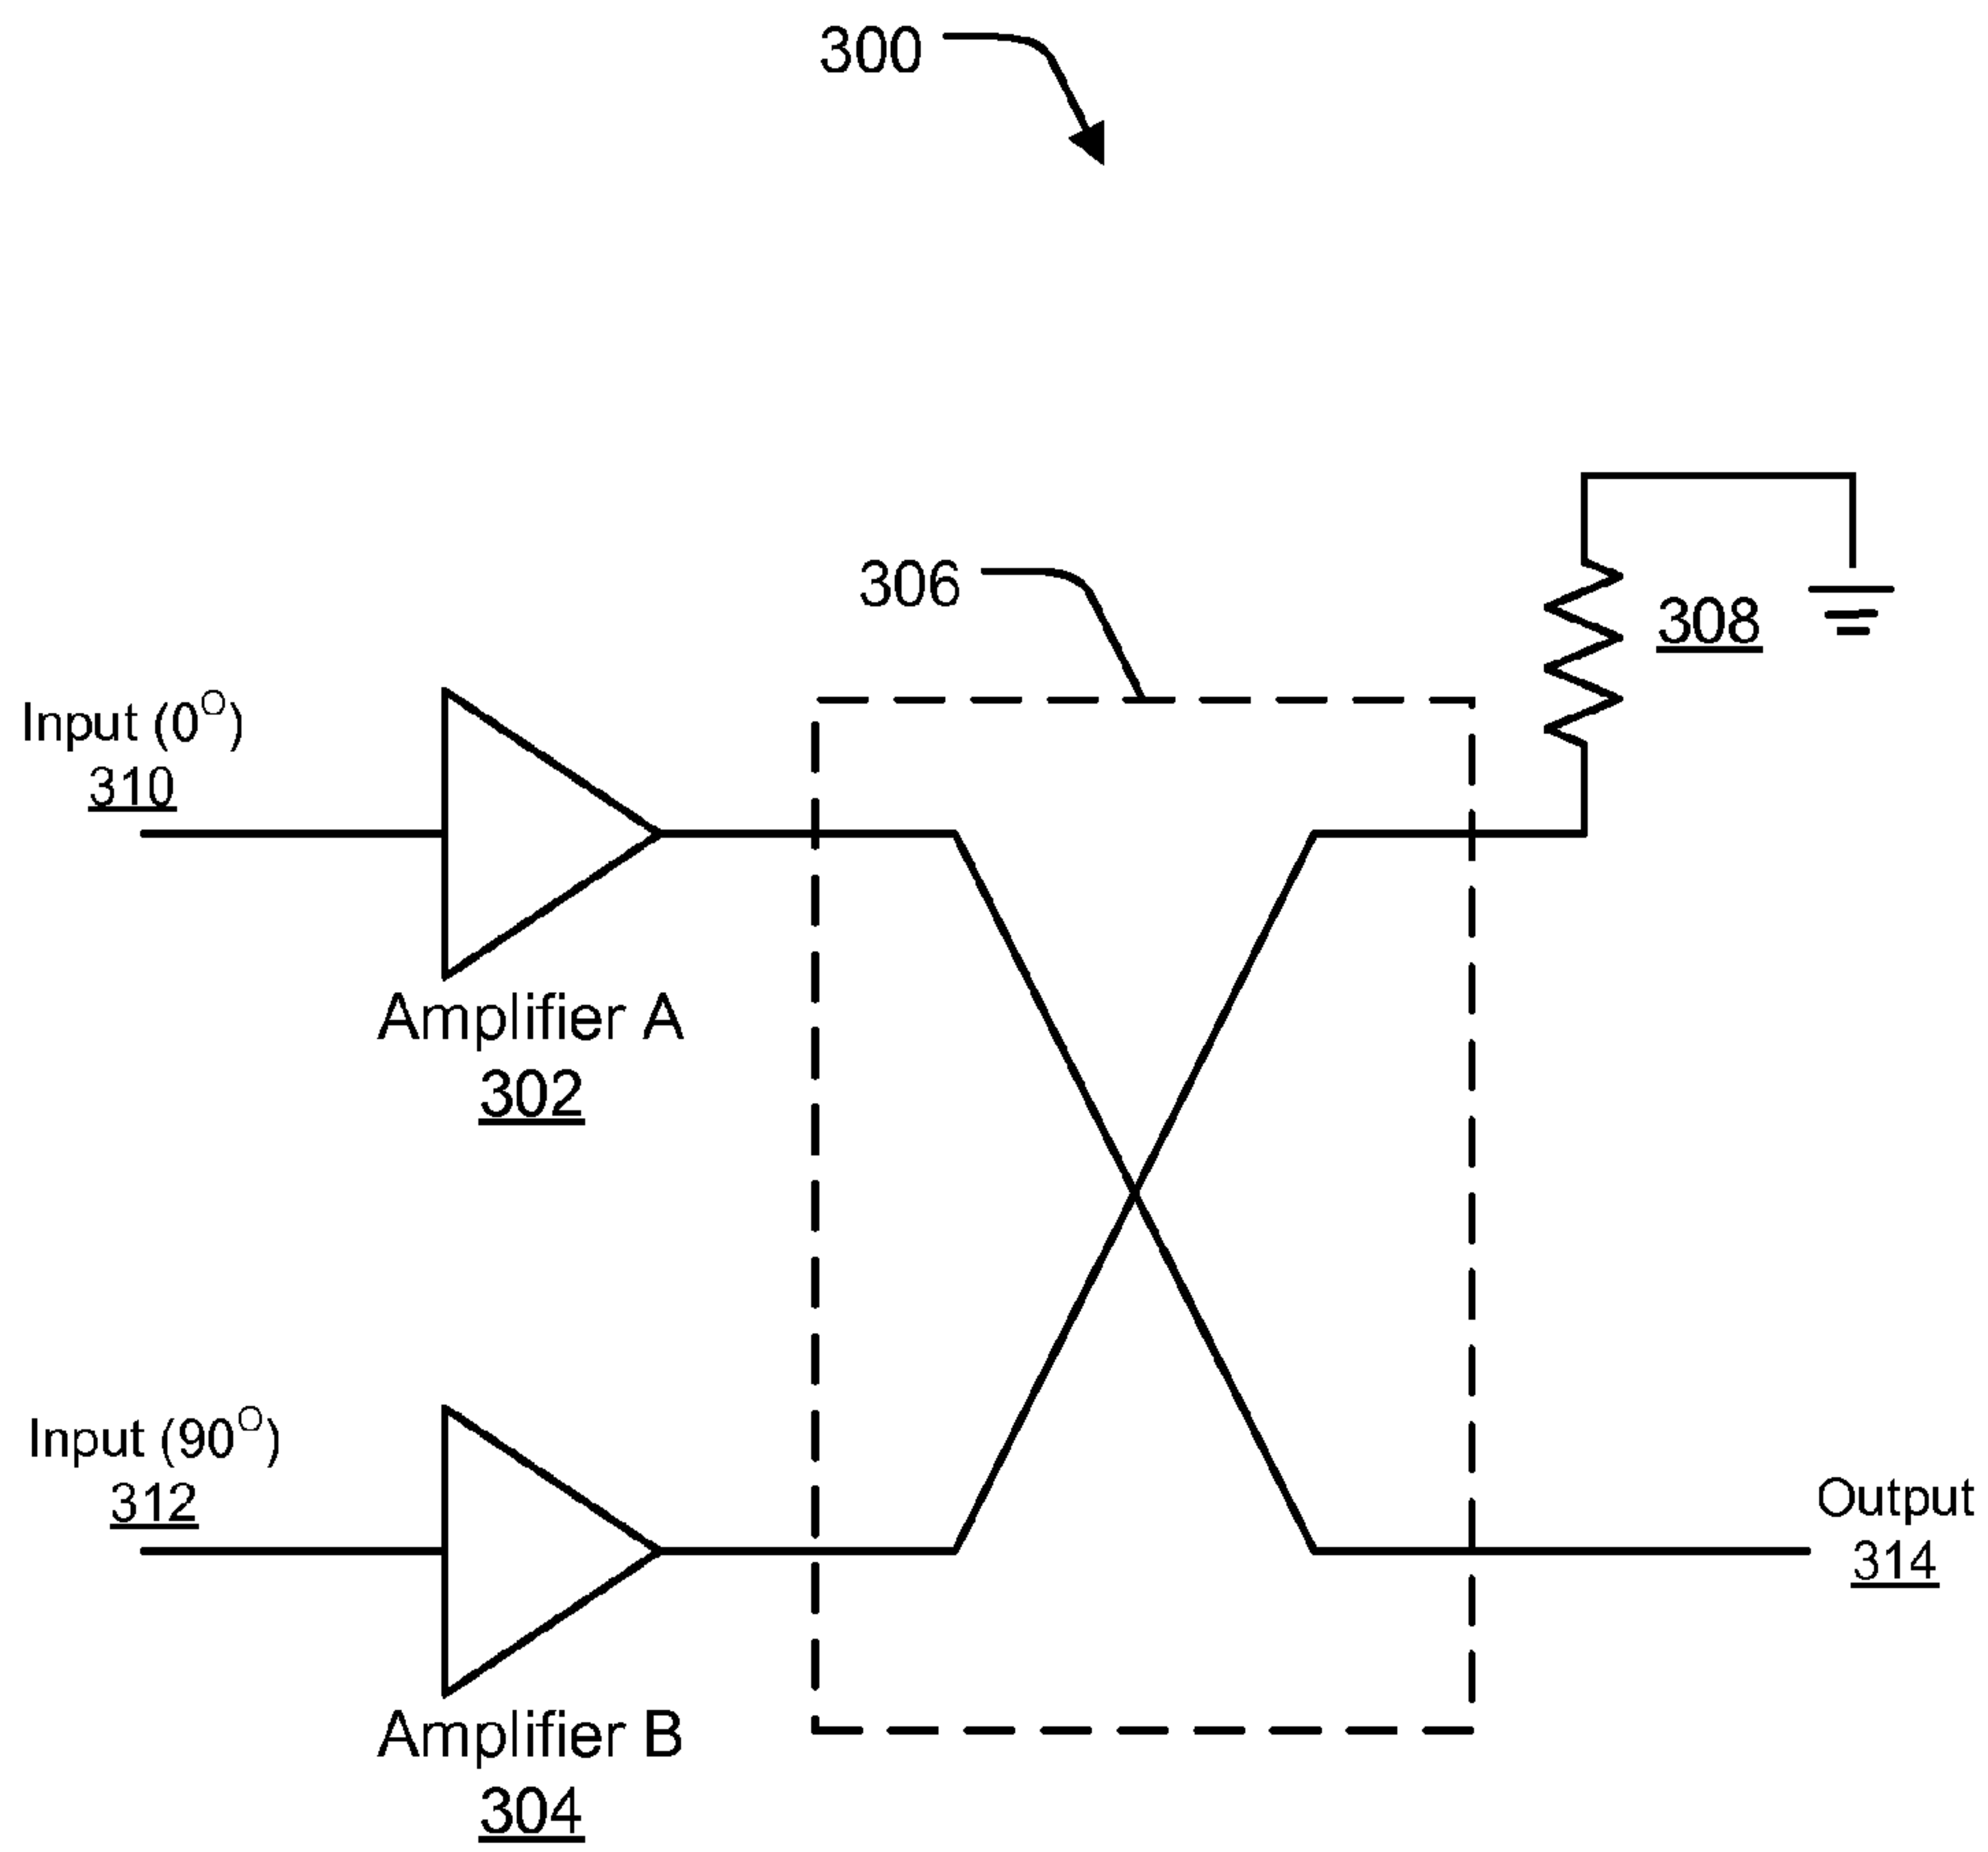 300
306
308
Input (0°)
310
Amplifier A
302
Input (90°)
312
Amplifier B
304
Output
314